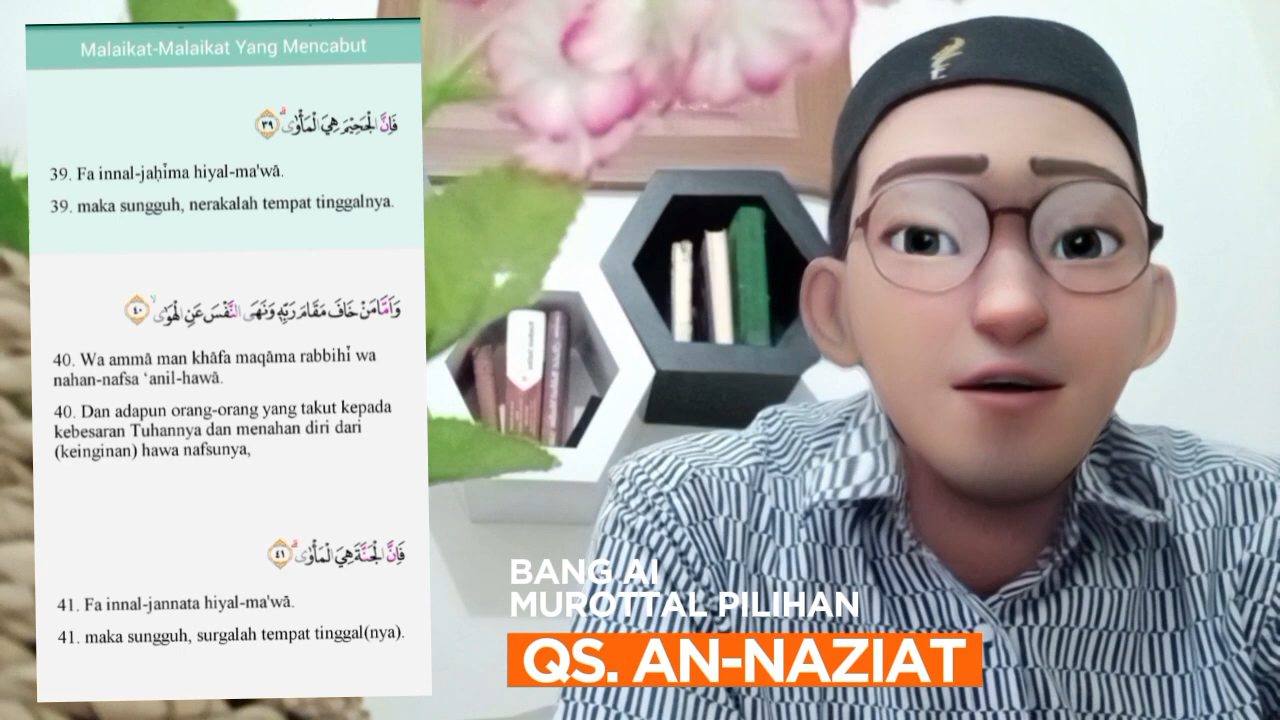 Malaikat-Malaikat Yang Mencabut
فَاِنَّ الْجَحِيْمَ هِيَ الْمَأْوٰىۗ ٣٩
39. Fa innal-jaḥīma hiyal-ma'wā.
39. maka sungguh, nerakalah tempat tinggalnya.
وَاَمَّا مَنْ خَافَ مَقَامَ رَبِّهٖ وَنَهَى النَّفْسَ عَنِ الْهَوٰىۙ ٤٠
40. Wa ammā man khāfa maqāma rabbihī wa
nahan-nafsa ‘anil-hawā.
40. Dan adapun orang-orang yang takut kepada
kebesaran Tuhannya dan menahan diri dari
(keinginan) hawa nafsunya,
فَاِنَّ الْجَنَّةَ هِيَ الْمَأْوٰىۗ ٤١
41. Fa innal-jannata hiyal-ma'wā.
41. maka sungguh, surgalah tempat tinggal(nya).
BANG AI
MUROTTAL PILIHAN
QS. AN-NAZIAT